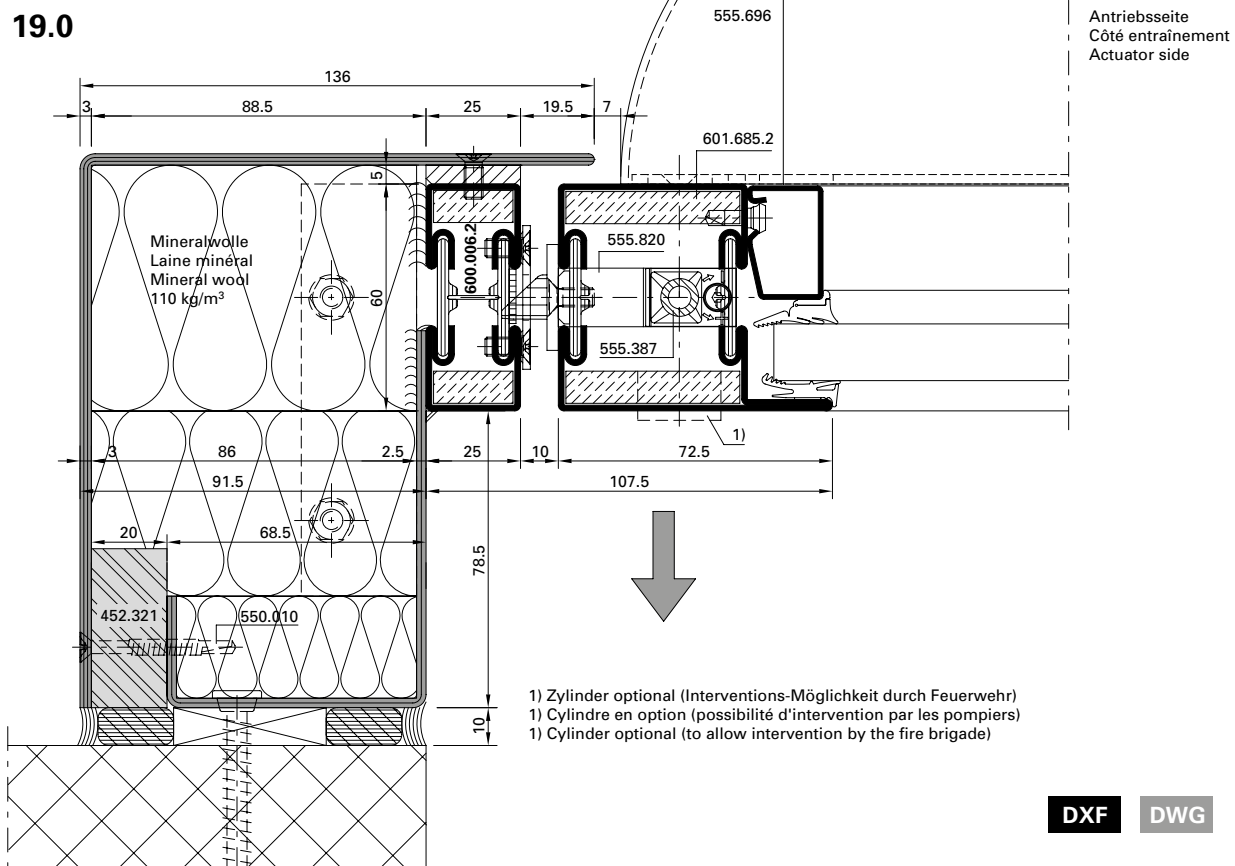 19.0
555.696
Antriebsseite
Côté entraînement
Actuator side
136
3
88.5
25
19.5
7
601.685.2
5
Mineralwolle
Laine minéral
Mineral wool
110 kg/m³
600.006.2
555.820
60
555.387
1)
3
86
2.5
25
10
72.5
91.5
107.5
20
68.5
78.5
452.321
550.010
10
1) Zylinder optional (Interventions-Möglichkeit durch Feuerwehr)
1) Cylindre en option (possibilité d'intervention par les pompiers)
1) Cylinder optional (to allow intervention by the fire brigade)
DXF
DWG